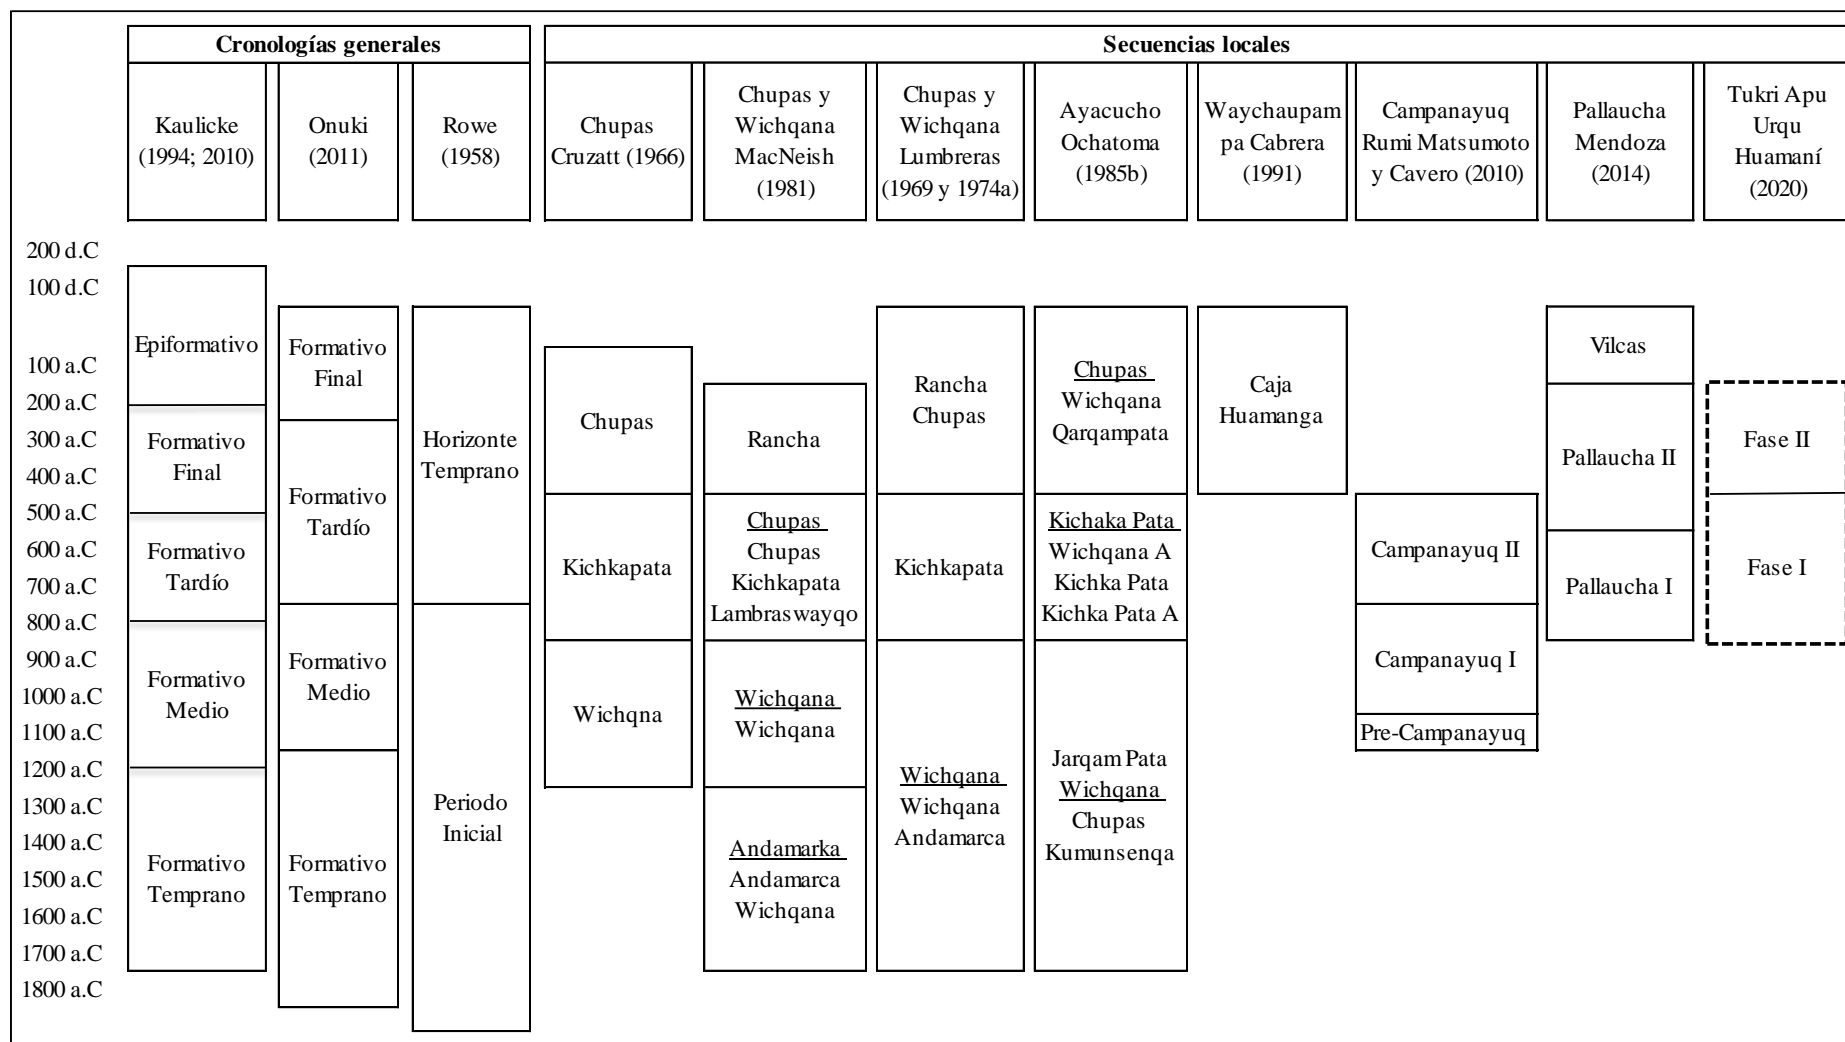 Cronologías generales
Secuencias locales
Kaulicke
(1994; 2010)
Onuki
(2011)
Rowe
(1958)
Chupas
Cruzatt (1966)
Chupas y
Wichqana
MacNeish
(1981)
Chupas y
Wichqana
Lumbreras
(1969 y 1974a)
Ayacucho
Ochatoma
(1985b)
Waychaupam
pa Cabrera
(1991)
Campanayuq
Rumi Matsumoto
y Cavero (2010)
Pallaucha
Mendoza
(2014)
Tukri Apu
Urqu
Huamaní
(2020)
200 d.C
100 d.C
100 a.C
200 a.C
300 a.C
400 a.C
500 a.C
600 a.C
700 a.C
800 a.C
900 a.C
1000 a.C
1100 a.C
1200 a.C
1300 a.C
1400 a.C
1500 a.C
1600 a.C
1700 a.C
1800 a.C
Epiformativo
Formativo
Final
Formativo
Tardío
Formativo
Medio
Formativo
Temprano
Formativo
Final
Formativo
Tardío
Formativo
Medio
Formativo
Temprano
Horizonte
Temprano
Periodo
Inicial
Chupas
Kichkapata
Wichqna
Rancha
Chupas
Chupas
Kichkapata
Lambraswayqo
Wichqana
Wichqana
Andamarka
Andamarca
Wichqana
Rancha
Chupas
Kichkapata
Wichqana
Wichqana
Andamarca
Chupas
Wichqana
Qarqampata
Kichaka Pata
Wichqana A
Kichka Pata
Kichka Pata A
Jarqam Pata
Wichqana
Chupas
Kumunsenqa
Caja
Huamanga
Campanayuq II
Campanayuq I
Pre-Campanayuq
Vilcas
Pallaucha II
Pallaucha I
Fase II
Fase I